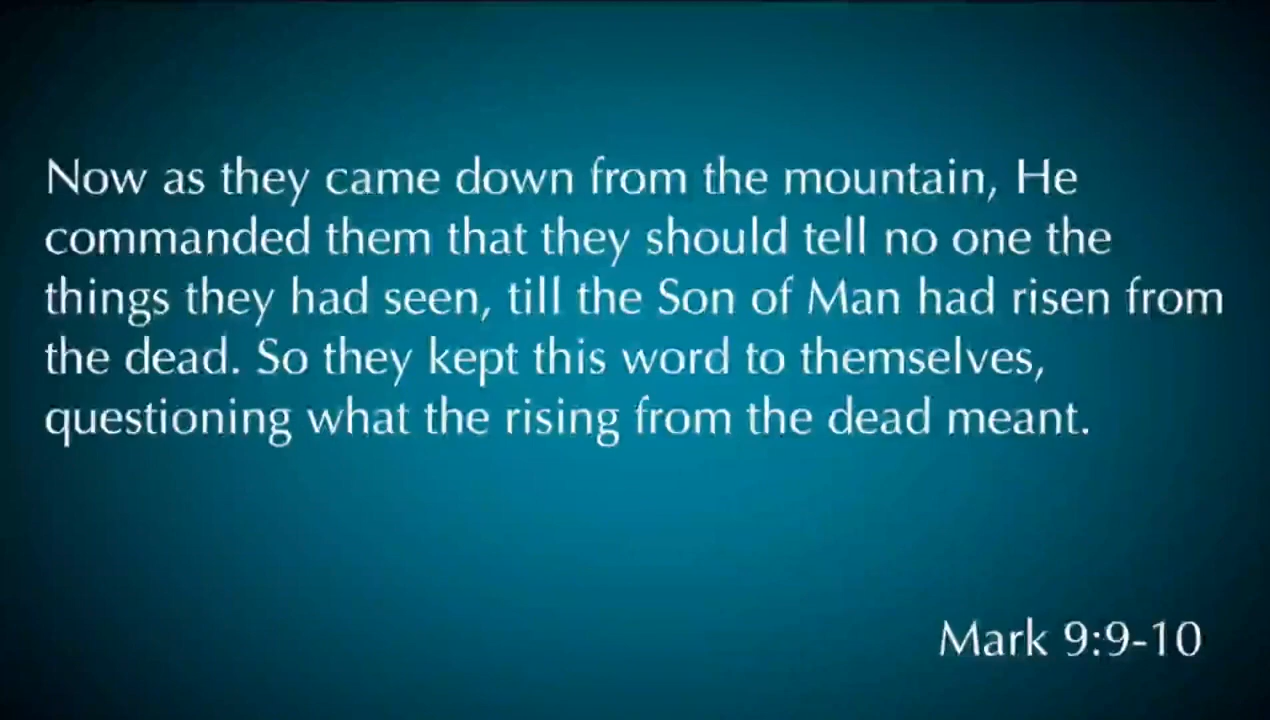 Now as they came down from the mountain, He
commanded them that they should tell no one the
things they had seen, till the Son of Man had risen from
the dead. So they kept this word to themselves,
questioning what the rising from the dead meant.
Mark 9:9-10